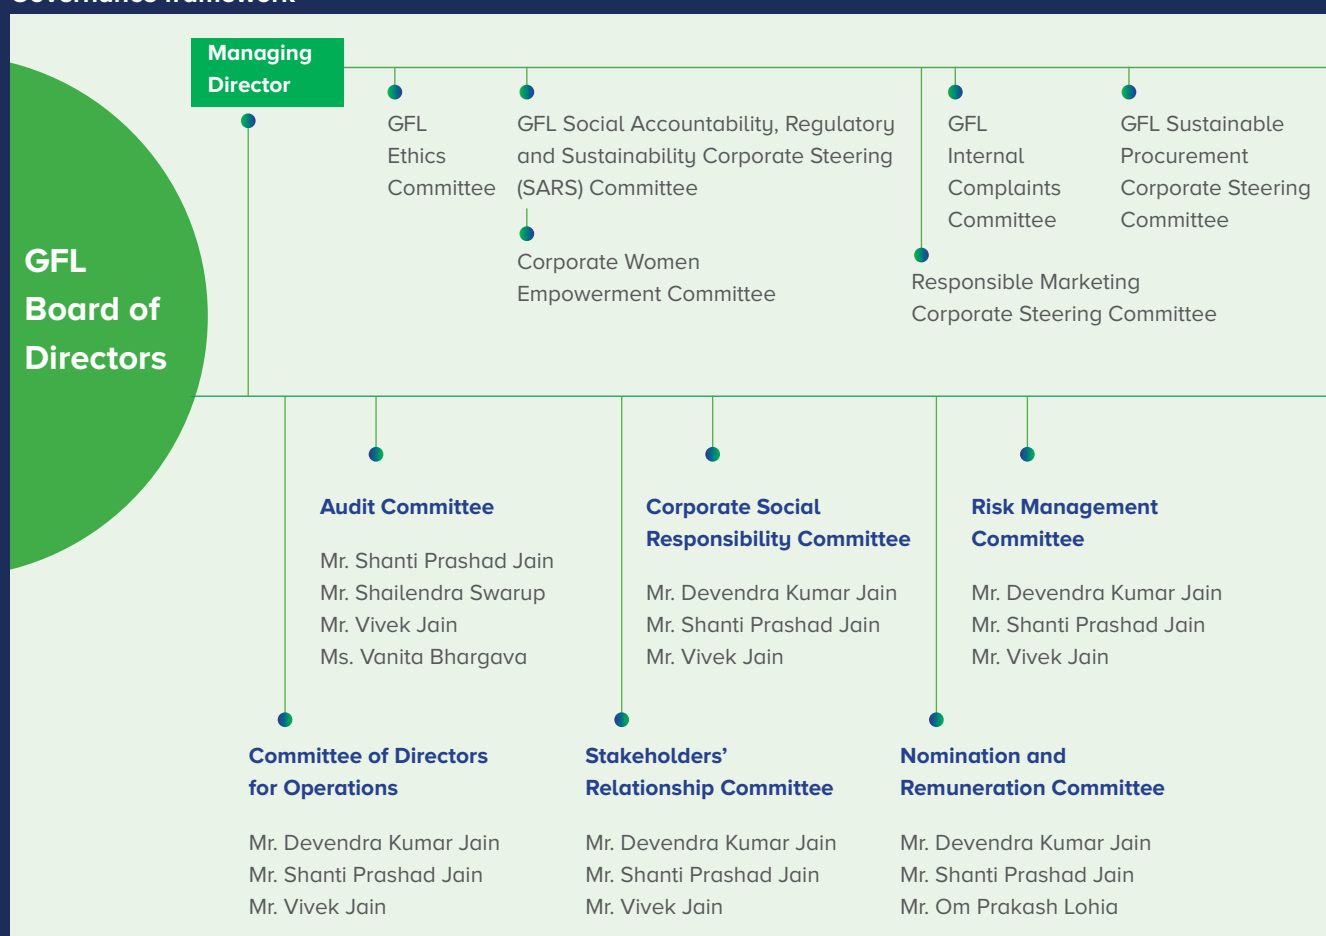 Governance framework
Managing
Director
GFL
Ethics
Committee
GFL Social Accountability, Regulatory
and Sustainability Corporate Steering
(SARS) Committee
Corporate Women
Empowerment Committee
GFL
Internal
Complaints
Committee
GFL Sustainable
Procurement
Corporate Steering
Committee
Responsible Marketing
Corporate Steering Committee
GFL
Board of
Directors
Audit Committee
Mr. Shanti Prashad Jain
Mr. Shailendra Swarup
Mr. Vivek Jain
Ms. Vanita Bhargava
Corporate Social
Responsibility Committee
Mr. Devendra Kumar Jain
Mr. Shanti Prashad Jain
Mr. Vivek Jain
Risk Management
Committee
Mr. Devendra Kumar Jain
Mr. Shanti Prashad Jain
Mr. Vivek Jain
Committee of Directors
for Operations
Mr. Devendra Kumar Jain
Mr. Shanti Prashad Jain
Mr. Vivek Jain
Stakeholders’
Relationship Committee
Mr. Devendra Kumar Jain
Mr. Shanti Prashad Jain
Mr. Vivek Jain
Nomination and
Remuneration Committee
Mr. Devendra Kumar Jain
Mr. Shanti Prashad Jain
Mr. Om Prakash Lohia